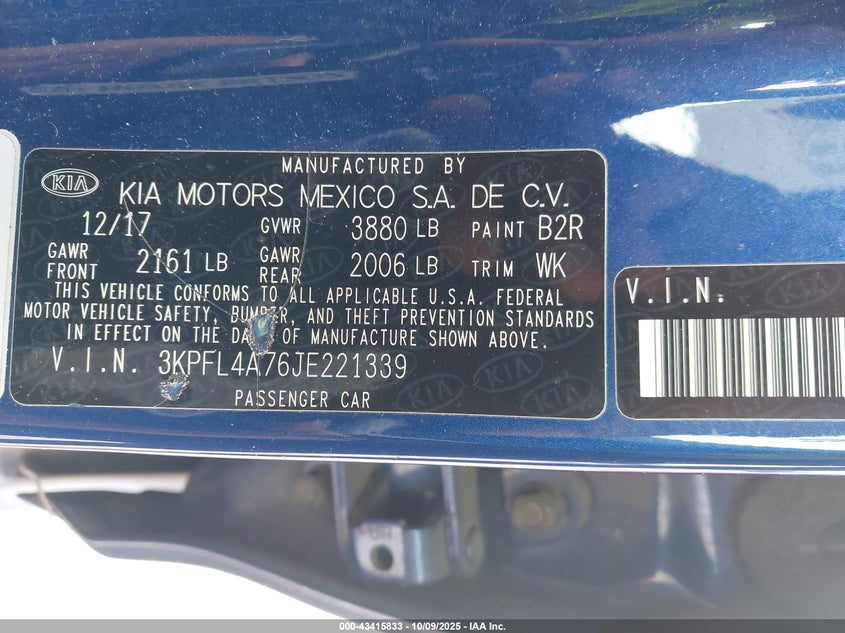 MANUFACTURED BY
KIA KIA MOTORS MEXICO S.A. DE C.V.
12/17 GVWR 3880 LB PAINT B2R
GAWR FRONT 2161 LB GAWR REAR 2006 LB TRIM WK
THIS VEHICLE CONFORMS TO ALL APPLICABLE U.S.A. FEDERAL
MOTOR VEHICLE SAFETY, BUMPER, AND THEFT PREVENTION STANDARDS
IN EFFECT ON THE DATE OF MANUFACTURE SHOWN ABOVE.
V.I.N. 3KPFL4A76JE221339
PASSENGER CAR
V.I.N.
000-43415833 - 10/09/2025 - IAA Inc.